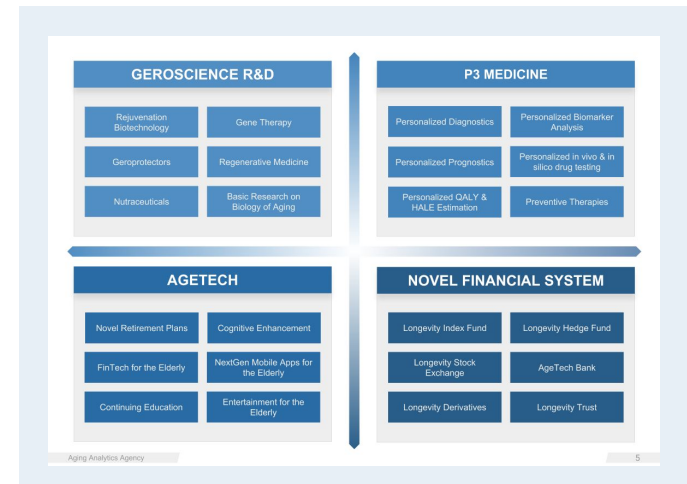 GEROSCIENCE R&D
Rejuvenation
Biotechnology
Gene Therapy
Geroprotectors
Regenerative Medicine
Nutraceuticals
Basic Research on
Biology of Aging
P3 MEDICINE
Personalized Diagnostics
Personalized Biomarker
Analysis
Personalized Prognostics
Personalized in vivo & in
silico drug testing
Personalized QALY &
HALE Estimation
Preventive Therapies
AGETECH
Novel Retirement Plans
Cognitive Enhancement
FinTech for the Elderly
NextGen Mobile Apps for
the Elderly
Continuing Education
Entertainment for the
Elderly
NOVEL FINANCIAL SYSTEM
Longevity Index Fund
Longevity Hedge Fund
Longevity Stock
Exchange
AgeTech Bank
Longevity Derivatives
Longevity Trust
Aging Analytics Agency
5